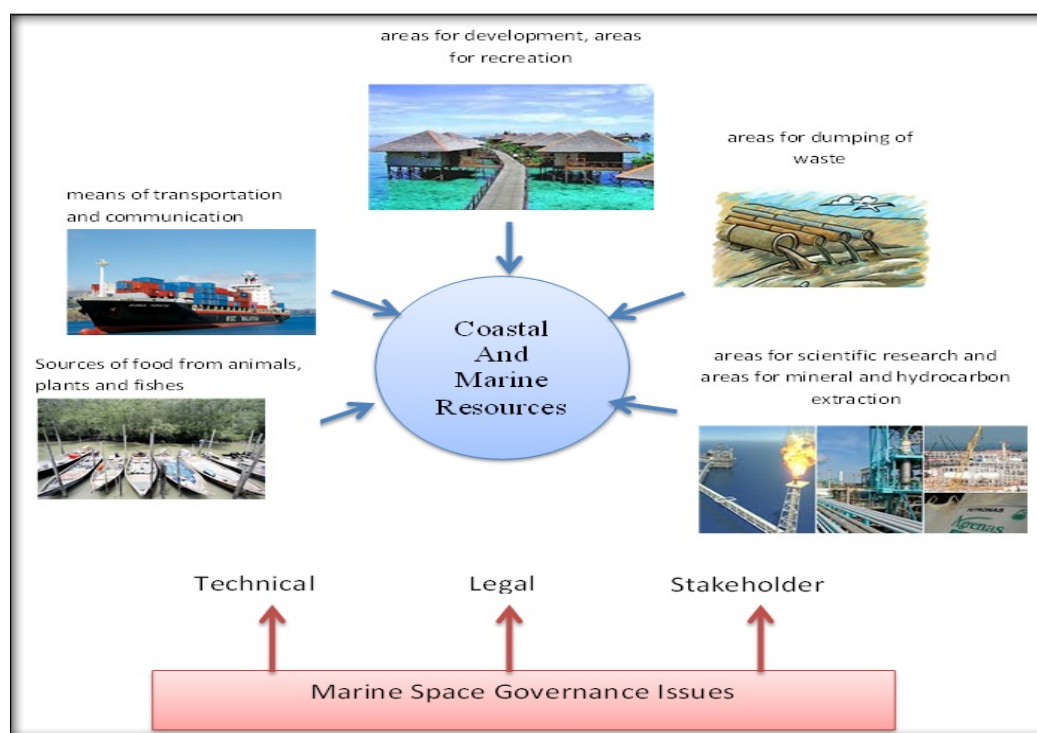 areas for development, areas
for recreation
areas for dumping of
waste
means of transportation
and communication
Coastal
And
Marine
Resources
Sources of food from animals,
plants and fishes
areas for scientific research and
areas for mineral and hydrocarbon
extraction
PETRONAS
Technical
Legal
Stakeholder
Marine Space Governance Issues